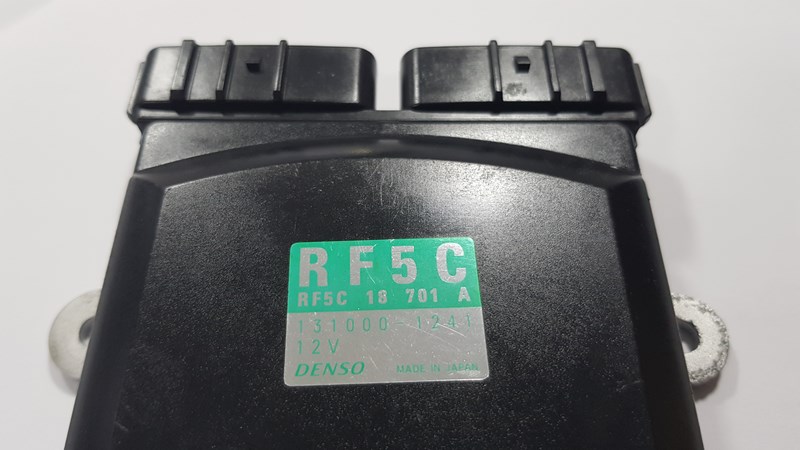 RF5C
RF5C 18 701 A
131000-1241
12V
DENSO MADE IN JAPAN